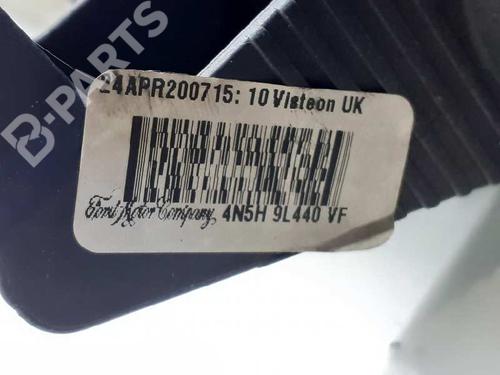 B-PARTS
24APR200715: 10 Visteon UK
Ford Motor Company 4N5H 9L440 VF